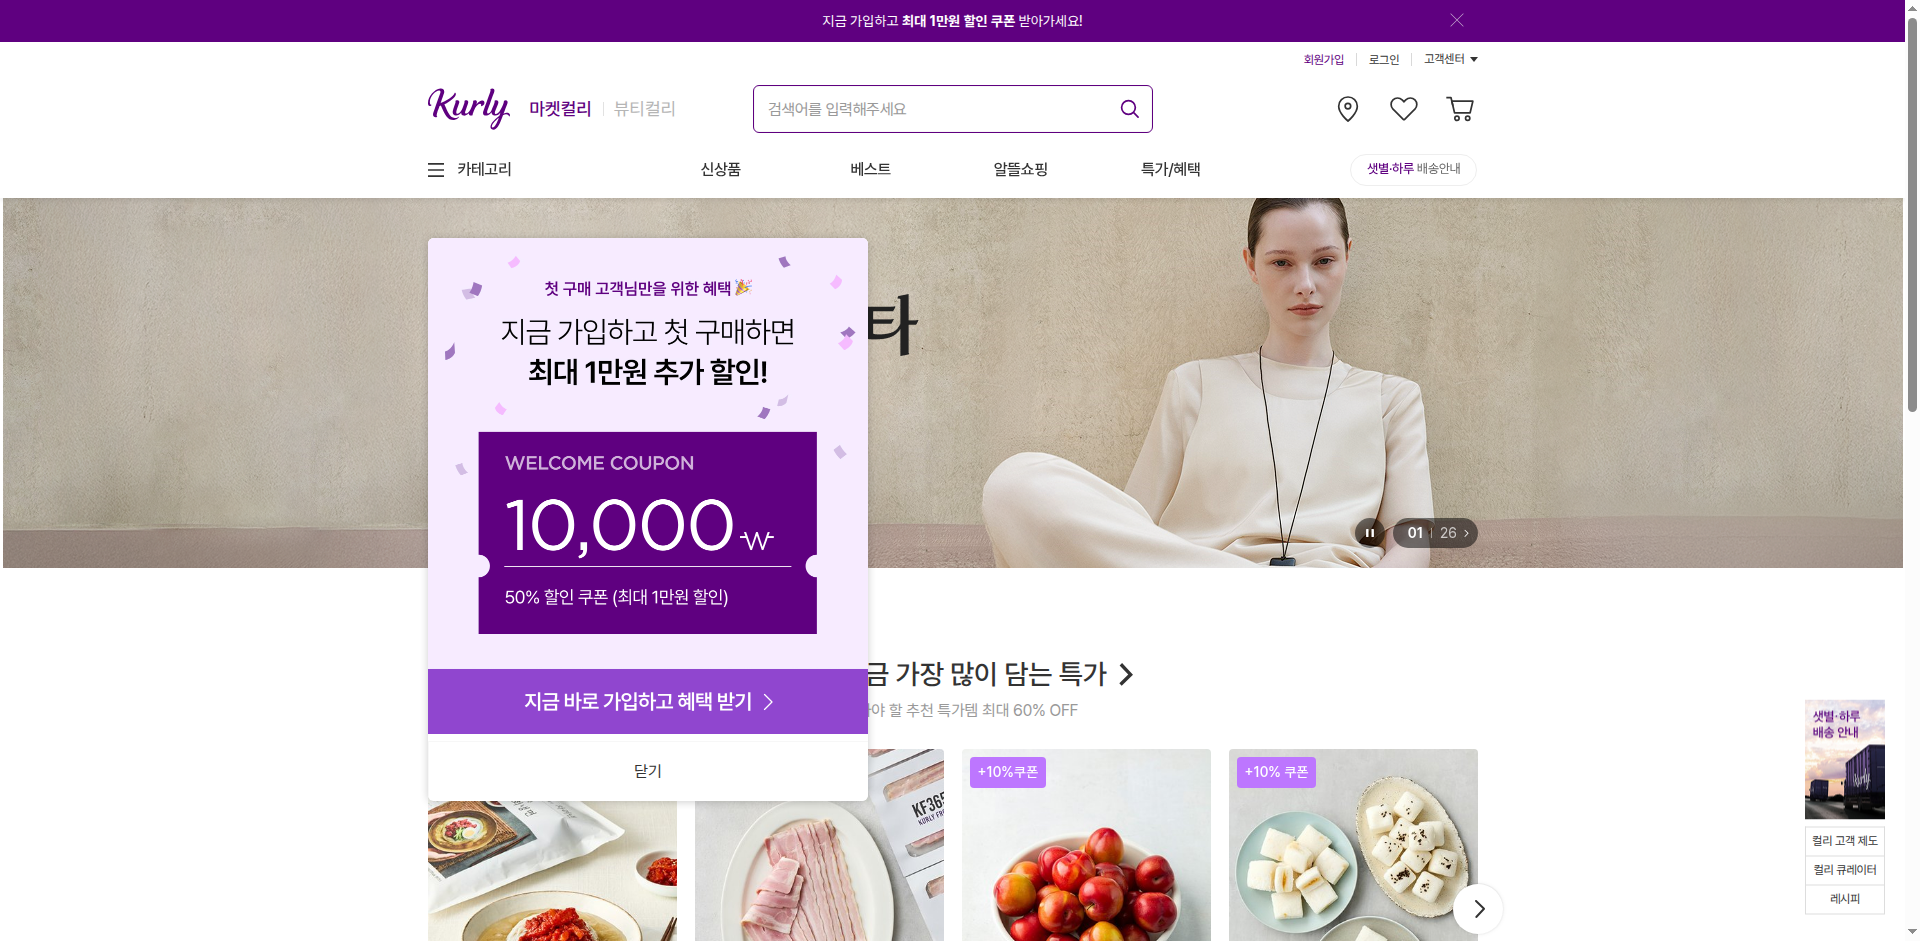 지금 가입하고 최대 1만원 할인 쿠폰 받아가세요!
회원가입
로그인
고객센터
Kurly
마켓컬리
뷰티컬리
검색어를 입력해주세요
카테고리
신상품
베스트
알뜰쇼핑
특가/혜택
샛별·하루 배송안내
첫 구매 고객님만을 위한 혜택
지금 가입하고 첫 구매하면
최대 1만원 추가 할인!
WELCOME COUPON
10,000₩
50% 할인 쿠폰 (최대 1만원 할인)
지금 바로 가입하고 혜택 받기
닫기
타
01 | 26
금 가장 많이 담는 특가
야 할 추천 특가템 최대 60% OFF
+10%쿠폰
+10% 쿠폰
KF365
샛별·하루
배송 안내
Kurly
컬리 고객 제도
컬리 큐레이터
레시피